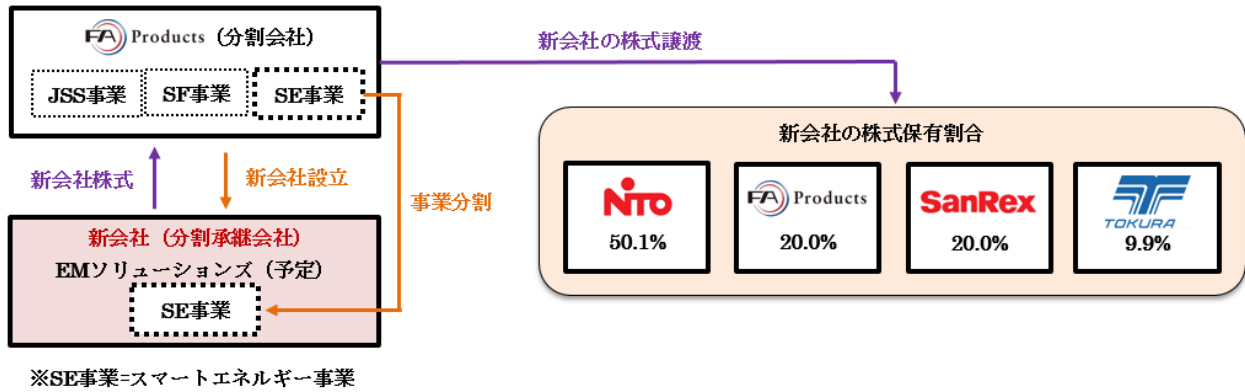 FA Products (分割会社)
JSS事業 SF事業 SE事業
新会社の株式譲渡
新会社株式
新会社設立
事業分割
新会社(分割承継会社)
EMソリューションズ(予定)
SE事業
※SE事業=スマートエネルギー事業
新会社の株式保有割合
NITO
50.1%
FA Products
20.0%
SanRex
20.0%
TOKURA
9.9%